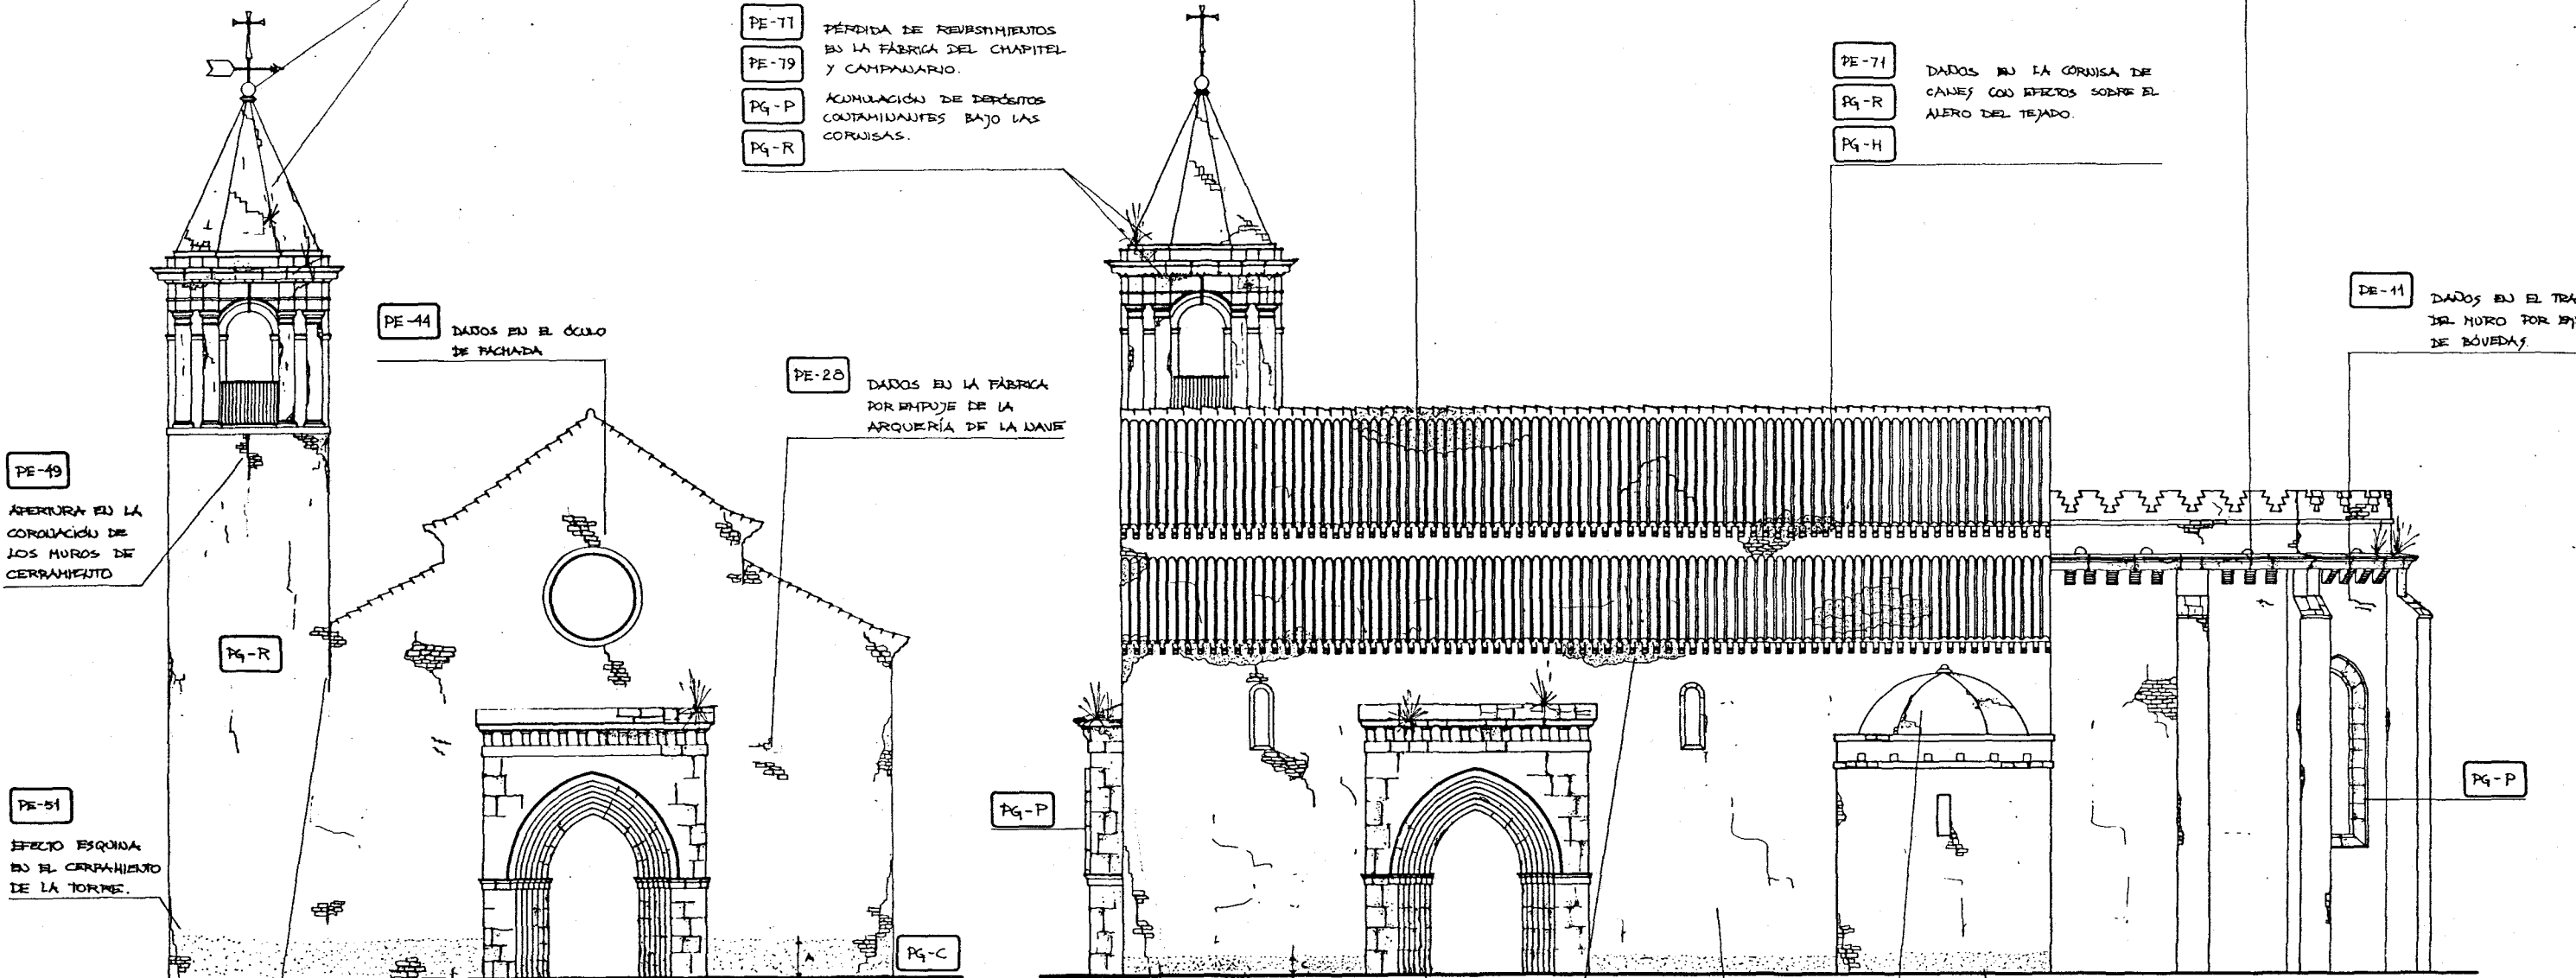 PE-77
PÉRDIDA DE REVESTIMIENTOS
EN LA FÁBRICA DEL CHAPITEL
PE-79
Y CAMPANARIO.
PG-P
ACUMULACIÓN DE DEPÓSITOS
CONTAMINANTES BAJO LAS
PG-R
CORNISAS.
PE-71
DAÑOS EN LA CORNISA DE
PG-R
CANES CON EFECTOS SOBRE EL
ALERO DEL TEJADO.
PG-H
PE-11
DAÑOS EN EL
DEL MURO POR
DE BÓVEDAS.
PE-44
DAÑOS EN EL ÓCULO
DE FACHADA
PE-28
DAÑOS EN LA FÁBRICA
POR EMPUJE DE LA
ARQUERÍA DE LA NAVE
PE-49
APERTURA EN LA
CORONACIÓN DE
LOS MUROS DE
CERRAMIENTO
PG-R
PE-51
EFECTO ESQUINA
EN EL CERRAMIENTO
DE LA TORRE.
PG-P
PG-P
PG-C
A
C